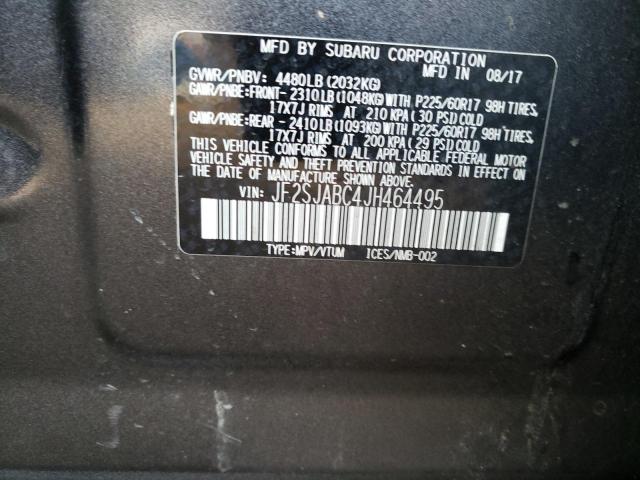 MFD BY SUBARU CORPORATION
MFD IN 08/17
GVWR/PNBV: 4480LB(2032KG)
GAWR/PNBE:FRONT-2310LB(1048KG)WITH P225/60R17 98H TIRES,
17X7J RIMS AT 210 KPA(30 PSI)COLD
GAWR/PNBE:REAR -2410LB(1093KG)WITH P225/60R17 98H TIRES,
17X7J RIMS AT 200 KPA(29 PSI)COLD
THIS VEHICLE CONFORMS TO ALL APPLICABLE FEDERAL MOTOR
VEHICLE SAFETY AND THEFT PREVENTION STANDARDS IN EFFECT ON
THE DATE OF MANUFACTURE SHOWN ABOVE.
VIN: JF2SJABC4JH464495
TYPE:MPV/VTUM ICES/NMB-002